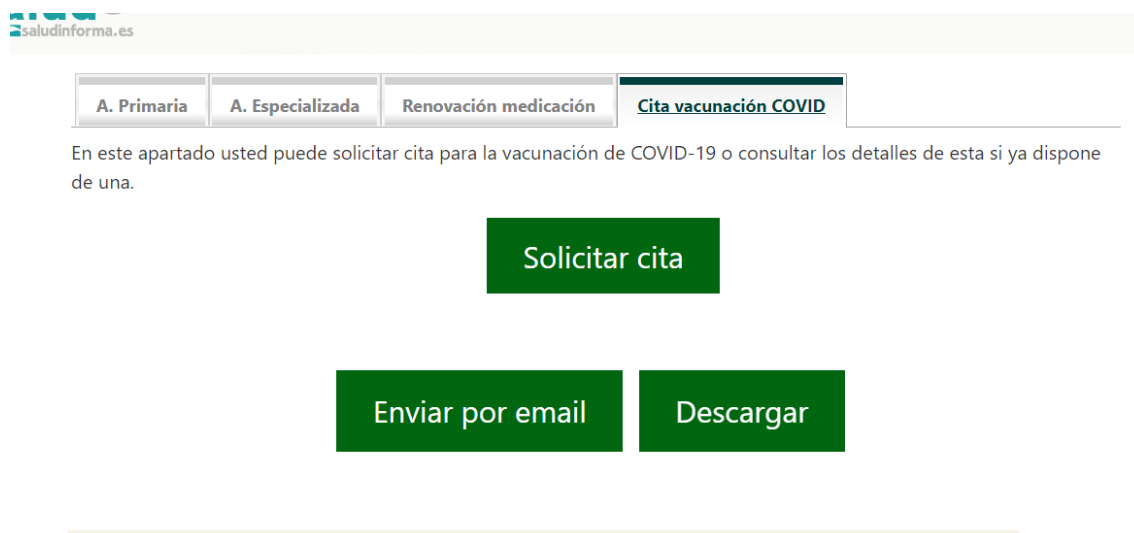 saludinforma.es
A. Primaria A. Especializada Renovación medicación Cita vacunación COVID
En este apartado usted puede solicitar cita para la vacunación de COVID-19 o consultar los detalles de esta si ya dispone
de una.
Solicitar cita
Enviar por email Descargar